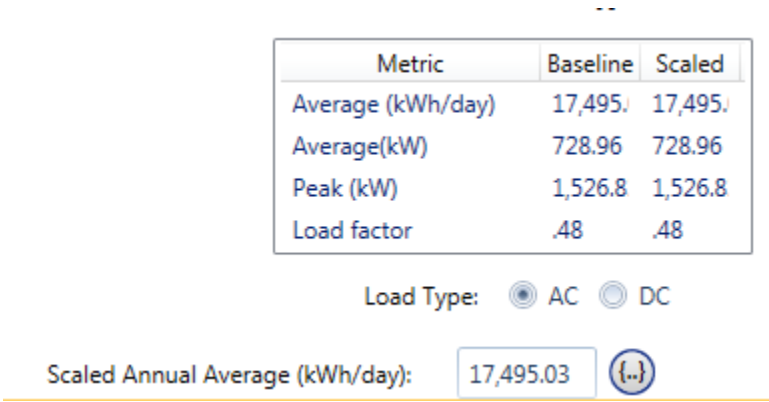 Metric Baseline Scaled
Average (kWh/day) 17,495. 17,495.
Average(kW) 728.96 728.96
Peak (kW) 1,526.8 1,526.8
Load factor .48 .48
Load Type: AC DC
Scaled Annual Average (kWh/day): 17,495.03 {..}